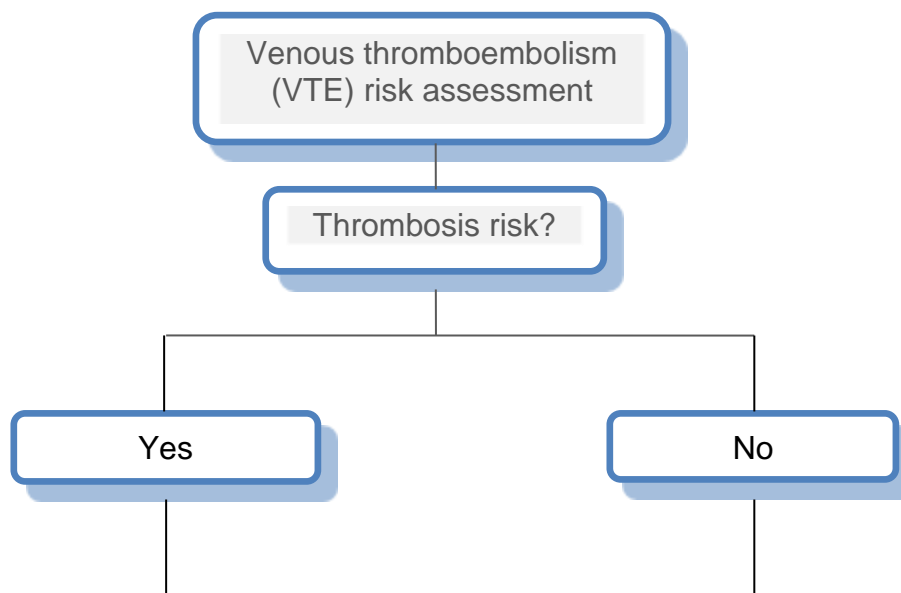 Venous thromboembolism
(VTE) risk assessment
Thrombosis risk?
Yes
No